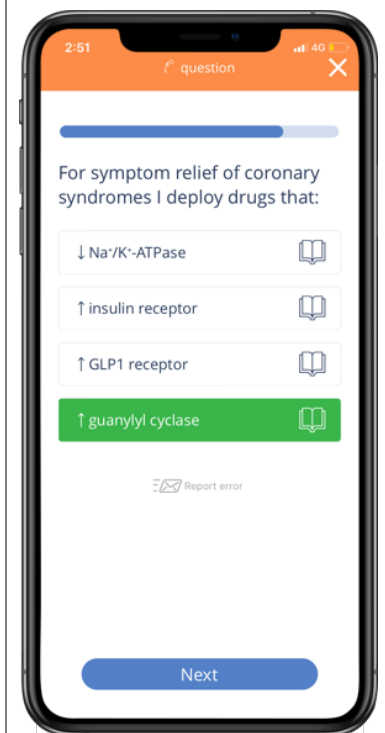 2:51
4G
question
For symptom relief of coronary
syndromes I deploy drugs that:
↓ Na⁺/K⁺-ATPase
↑ insulin receptor
↑ GLP1 receptor
↑ guanylyl cyclase
Report error
Next